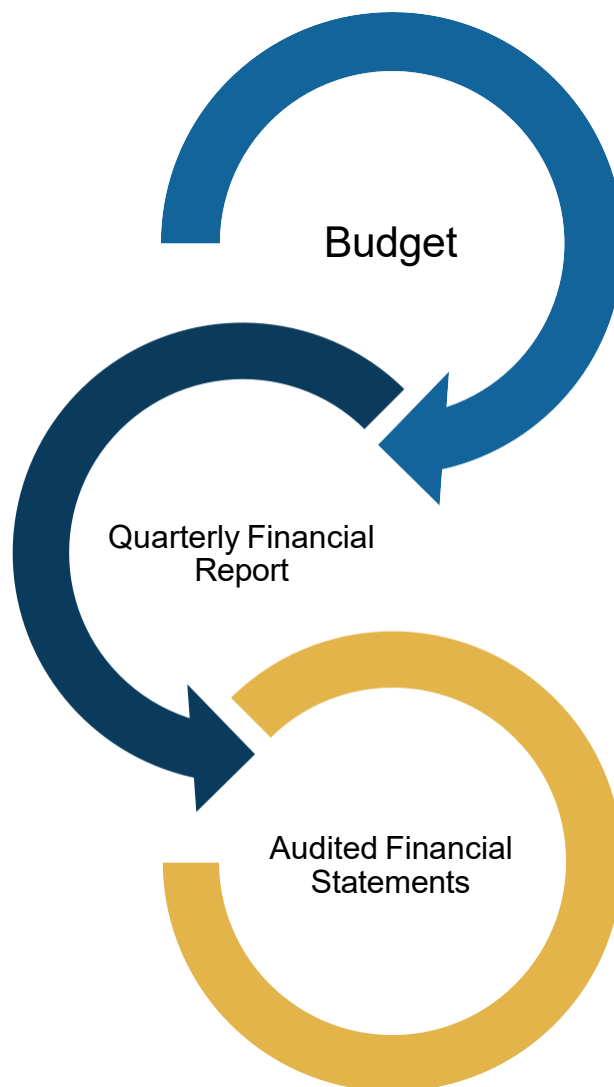 Budget
Quarterly Financial
Report
Audited Financial
Statements